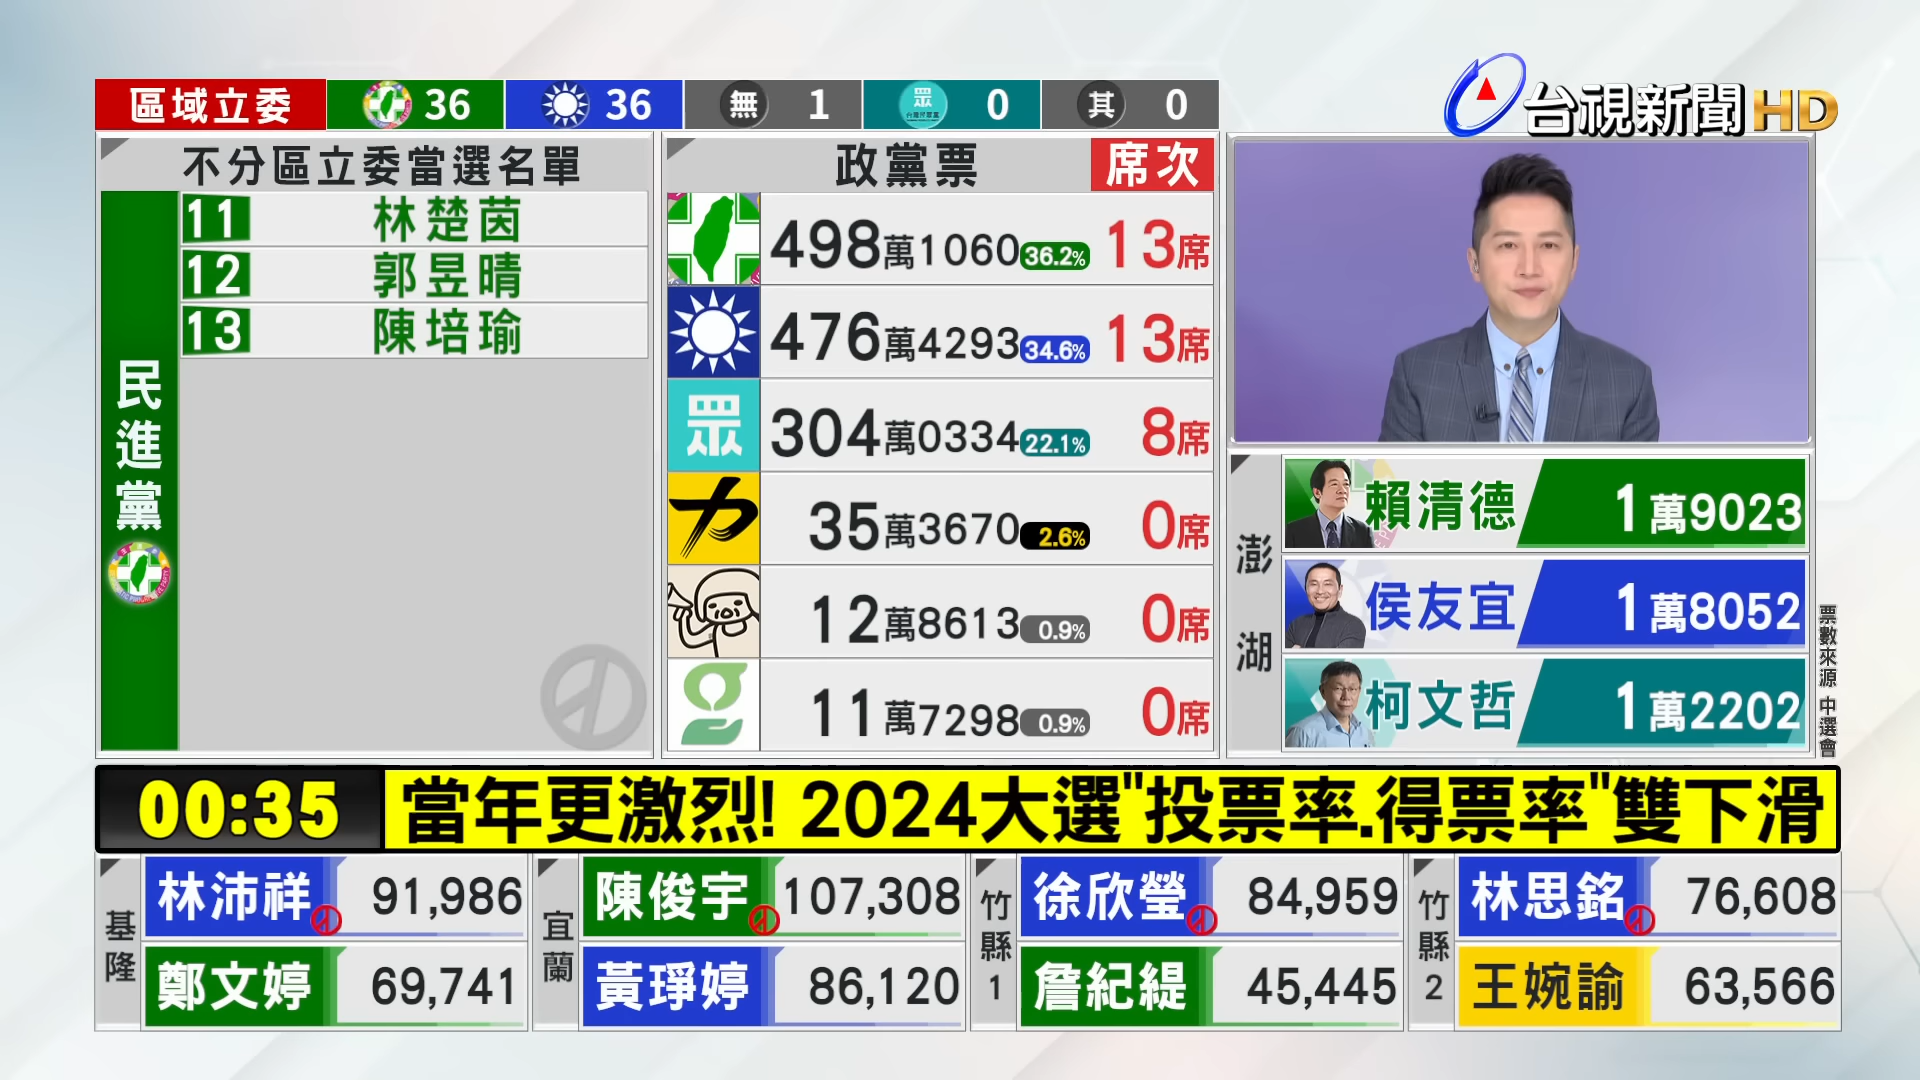 區域立委 36 36 無 1 眾 0 其 0
台視新聞HD
不分區立委當選名單
民進黨
11 林楚茵
12 郭昱晴
13 陳培瑜
政黨票 席次
498萬1060 36.2% 13席
476萬4293 34.6% 13席
眾 304萬0334 22.1% 8席
力 35萬3670 2.6% 0席
12萬8613 0.9% 0席
11萬7298 0.9% 0席
澎湖
賴清德 1萬9023
侯友宜 1萬8052
柯文哲 1萬2202
票數來源 中選會
00:35 當年更激烈! 2024大選"投票率.得票率"雙下滑
基隆
林沛祥 91,986
鄭文婷 69,741
宜蘭
陳俊宇 107,308
黃琤婷 86,120
竹縣1
徐欣瑩 84,959
詹紀緹 45,445
竹縣2
林思銘 76,608
王婉諭 63,566